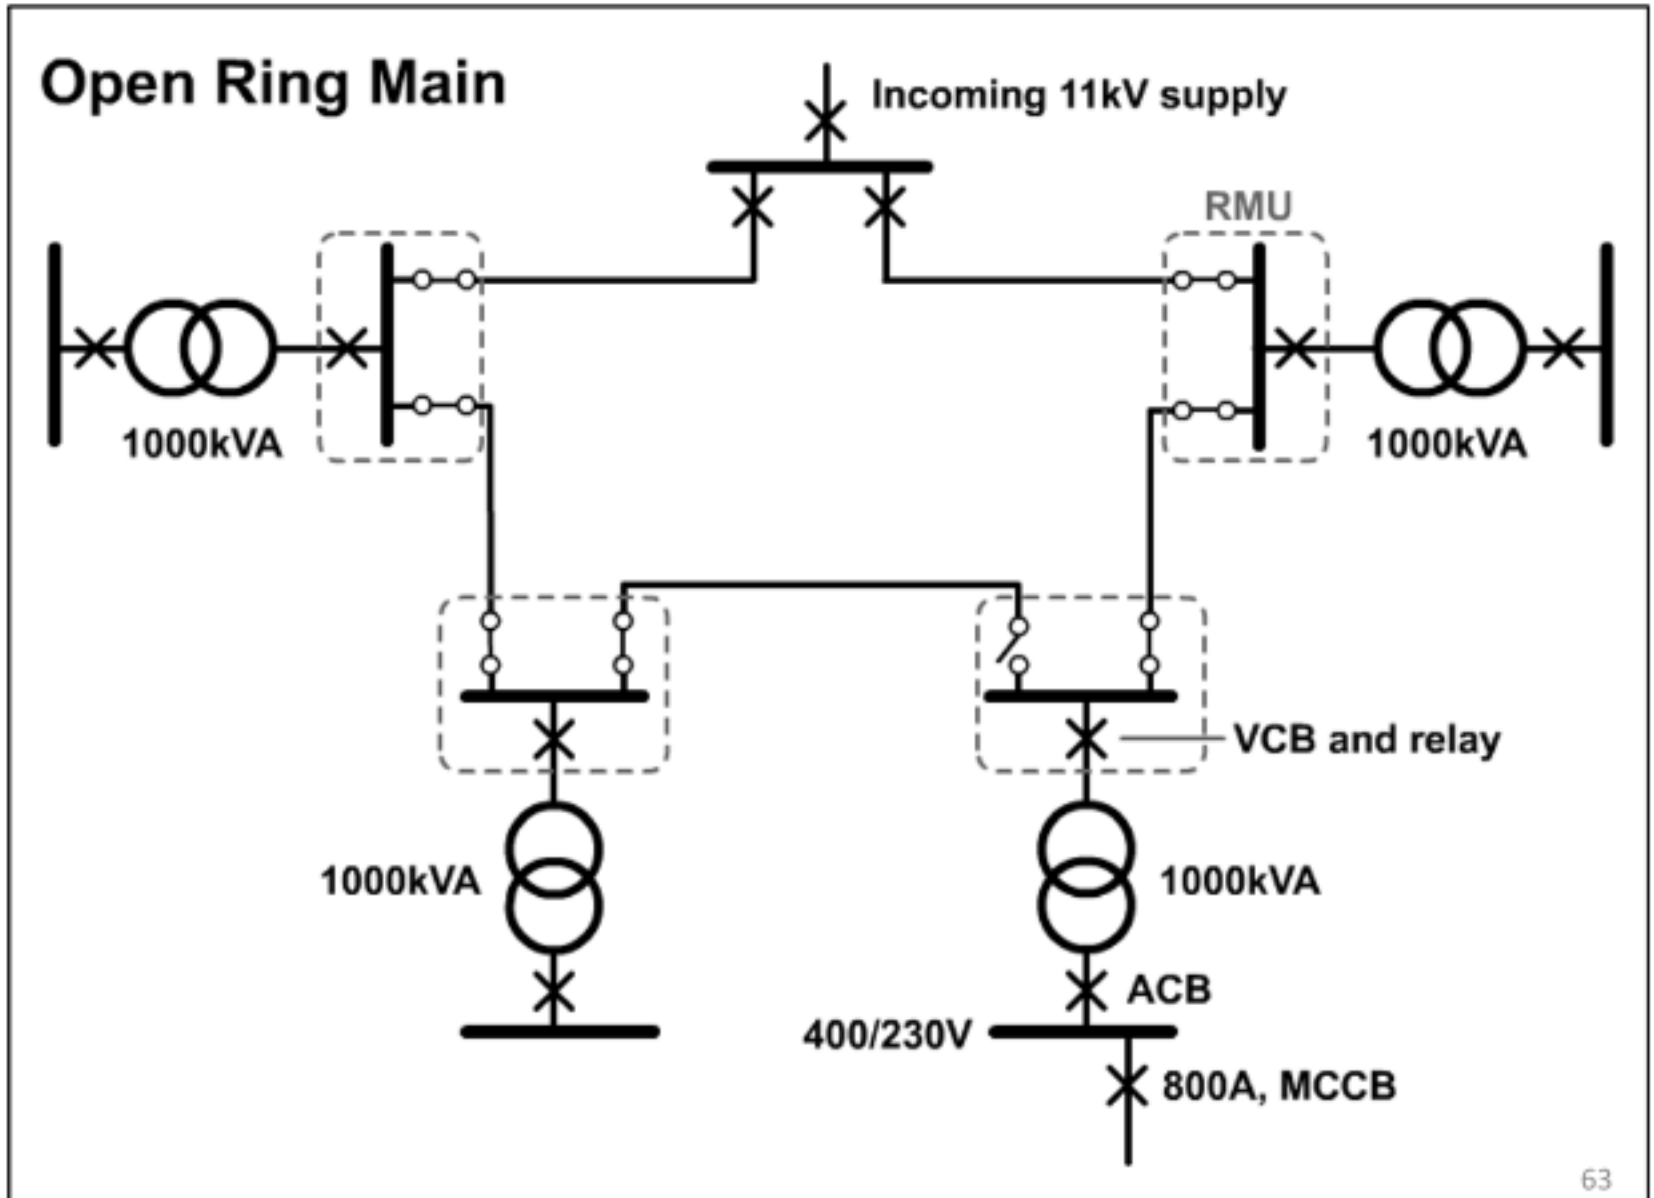 Open Ring Main
Incoming 11kV supply
RMU
1000kVA
1000kVA
VCB and relay
1000kVA
1000kVA
ACB
400/230V
800A, MCCB
63